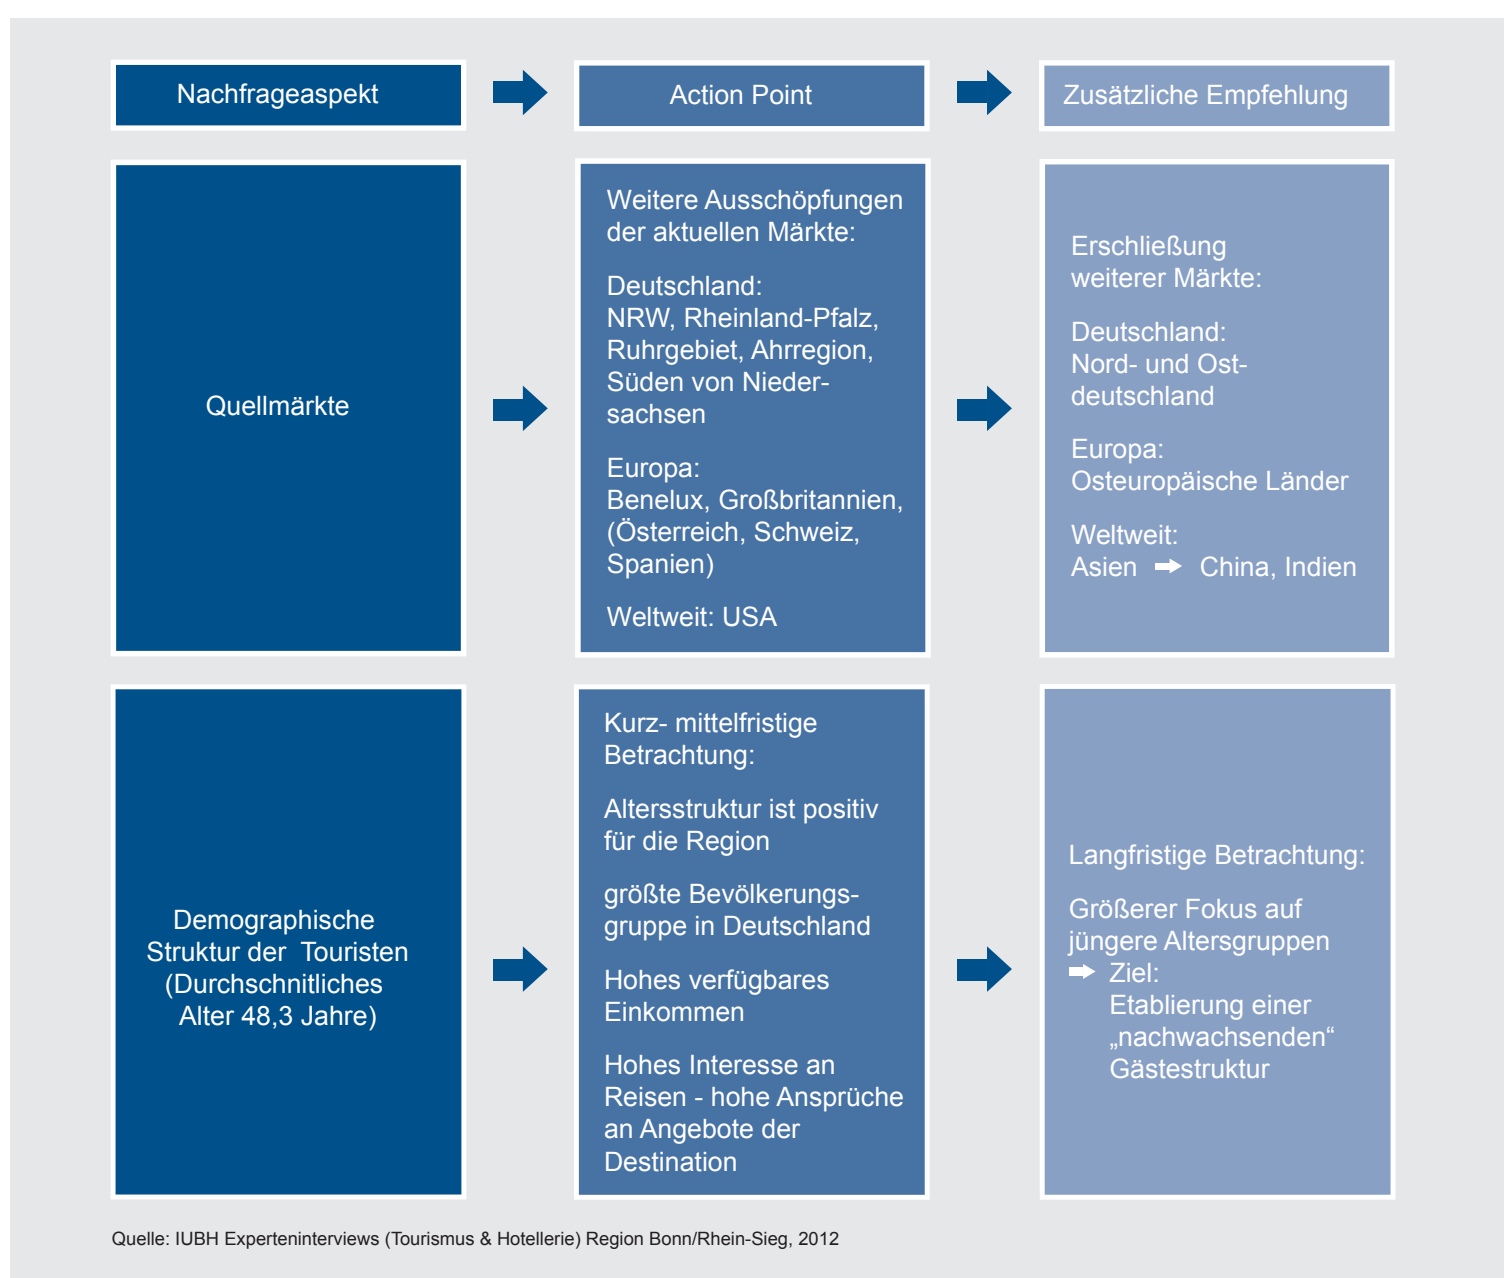 Nachfrageaspekt
Action Point
Zusätzliche Empfehlung
Quellmärkte
Weitere Ausschöpfungen
der aktuellen Märkte:
Deutschland:
NRW, Rheinland-Pfalz,
Ruhrgebiet, Ahrregion,
Süden von Nieder-
sachsen
Europa:
Benelux, Großbritannien,
(Österreich, Schweiz,
Spanien)
Weltweit: USA
Erschließung
weiterer Märkte:
Deutschland:
Nord- und Ost-
deutschland
Europa:
Osteuropäische Länder
Weltweit:
Asien ➡ China, Indien
Demographische
Struktur der  Touristen
(Durchschnitliches
Alter 48,3 Jahre)
Kurz- mittelfristige
Betrachtung:
Altersstruktur ist positiv
für die Region
größte Bevölkerungs-
gruppe in Deutschland
Hohes verfügbares
Einkommen
Hohes Interesse an
Reisen - hohe Ansprüche
an Angebote der
Destination
Langfristige Betrachtung:
Größerer Fokus auf
jüngere Altersgruppen
➡ Ziel:
Etablierung einer
„nachwachsenden“
Gästestruktur
Quelle: IUBH Experteninterviews (Tourismus & Hotellerie) Region Bonn/Rhein-Sieg, 2012